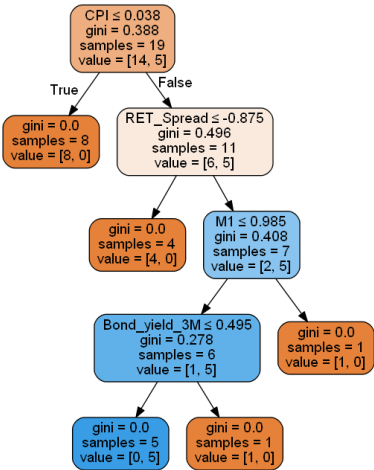 CPI ≤ 0.038
gini = 0.388
samples = 19
value = [14, 5]
True
False
gini = 0.0
samples = 8
value = [8, 0]
RET_Spread ≤ -0.875
gini = 0.496
samples = 11
value = [6, 5]
gini = 0.0
samples = 4
value = [4, 0]
M1 ≤ 0.985
gini = 0.408
samples = 7
value = [2, 5]
Bond_yield_3M ≤ 0.495
gini = 0.278
samples = 6
value = [1, 5]
gini = 0.0
samples = 1
value = [1, 0]
gini = 0.0
samples = 5
value = [0, 5]
gini = 0.0
samples = 1
value = [1, 0]